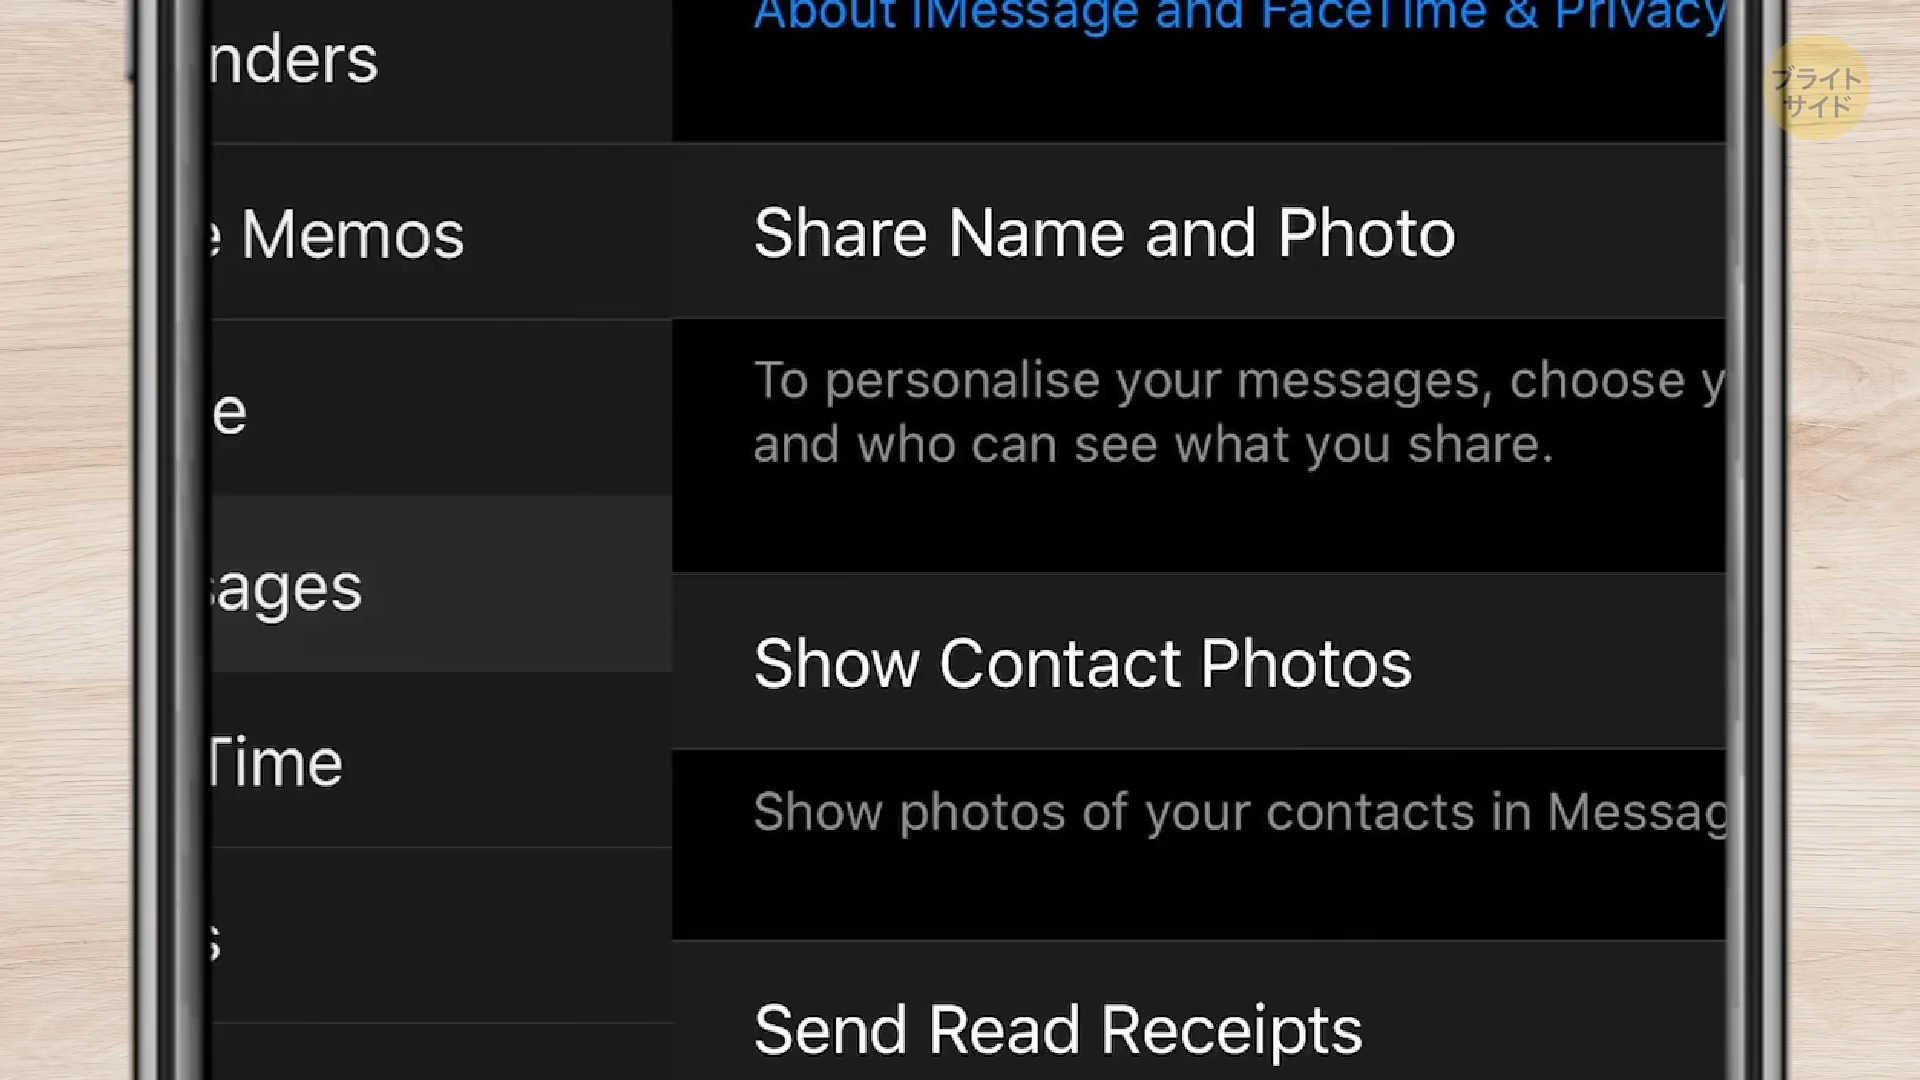 About iMessage and FaceTime & Privacy
nders
ブライト
サイド
e Memos
Share Name and Photo
To personalise your messages, choose y
and who can see what you share.
e
sages
Show Contact Photos
Time
Show photos of your contacts in Messag
s
Send Read Receipts